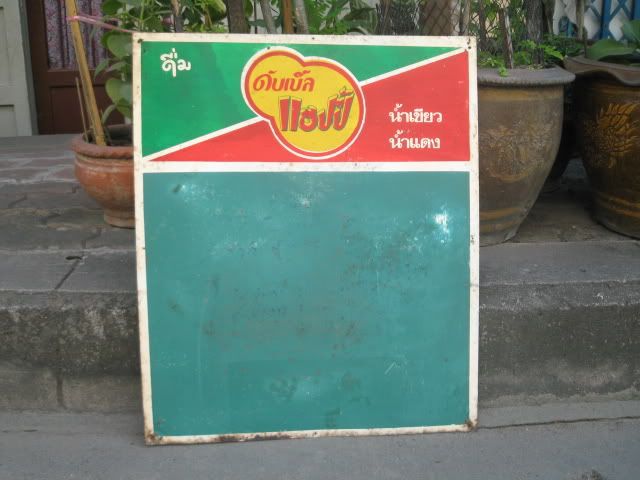 ดื่ม
ดับเบิ้ล
แฮปปี้
น้ำเขียว
น้ำแดง